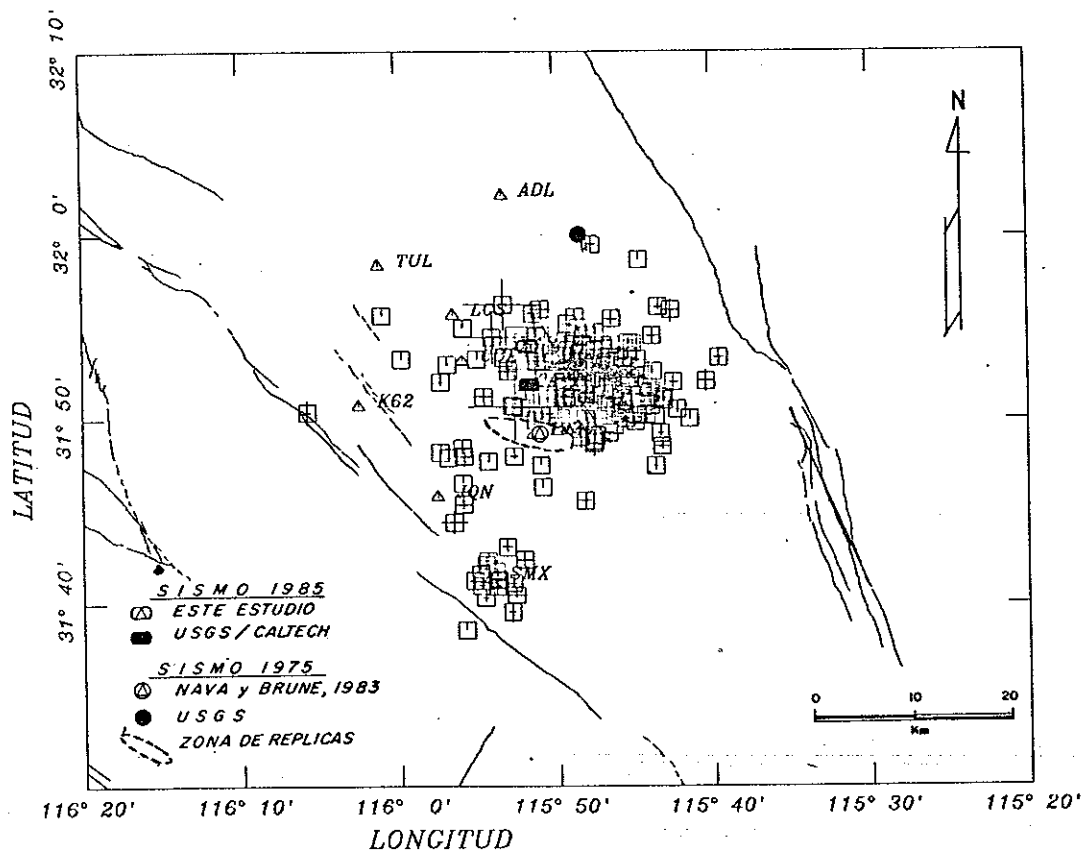 32° 10'
32° 0'
31° 50'
31° 40'
LATITUD
N
ADL
TUL
K62
SMX
SISMO 1985
ESTE ESTUDIO
USGS/CALTECH
SISMO 1975
NAVA y BRUNE, 1983
USGS
ZONA DE REPLICAS
0 10 20
Km
116° 20' 116° 10' 116° 0' 115° 50' 115° 40' 115° 30' 115° 20'
LONGITUD